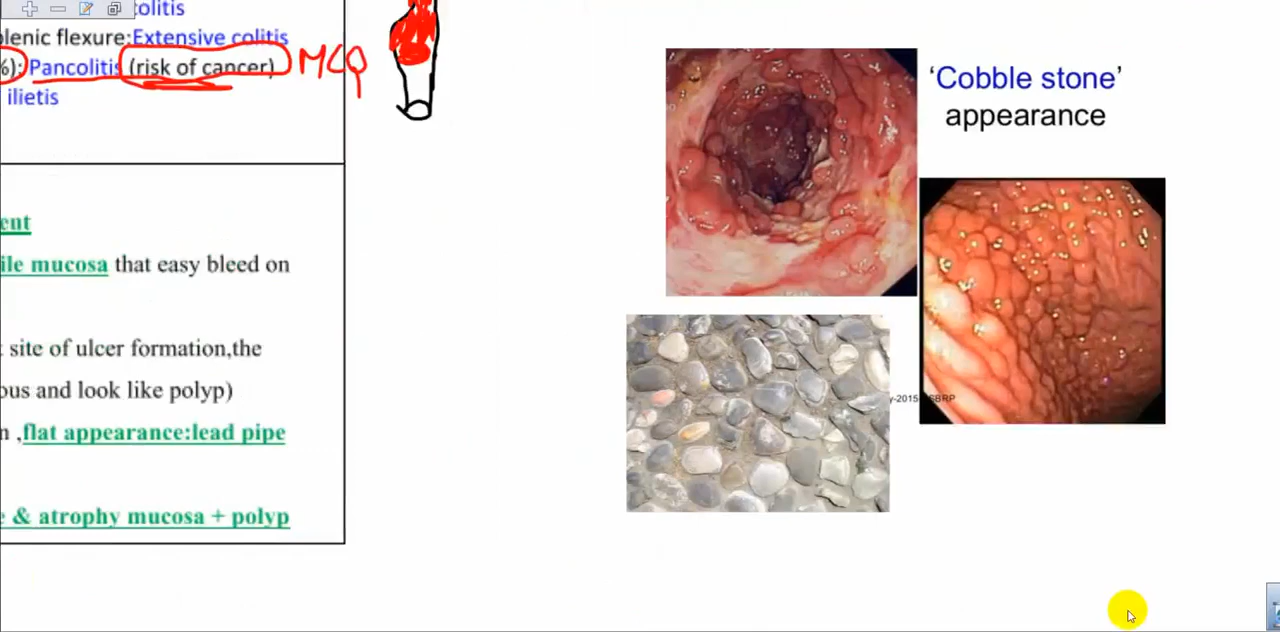 colitis
plenic flexure:Extensive colitis
%): Pancolitis (risk of cancer) MCQ
ilietis
ent
ile mucosa that easy bleed on
t site of ulcer formation,the
ous and look like polyp)
n ,flat appearance:lead pipe
e & atrophy mucosa + polyp
‘Cobble stone’
appearance
y-2015 SBRP